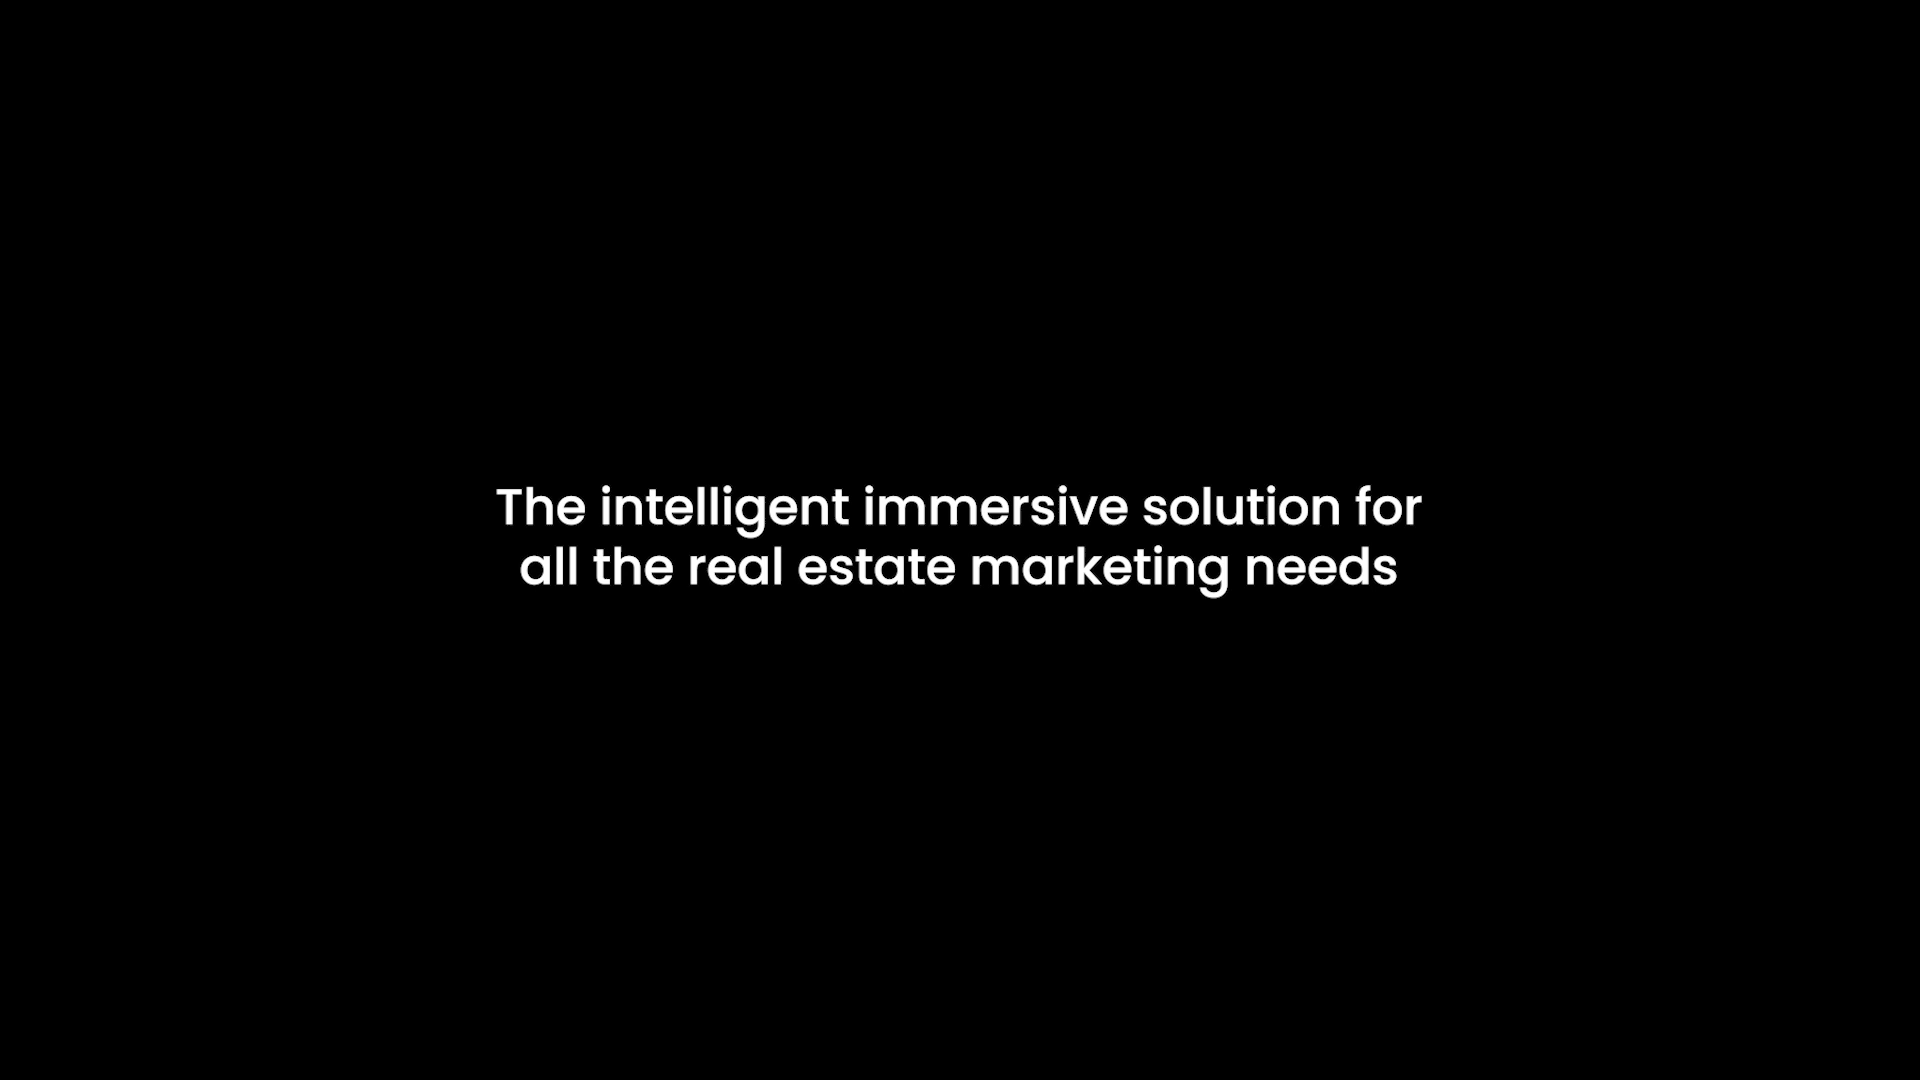 The intelligent immersive solution for
all the real estate marketing needs